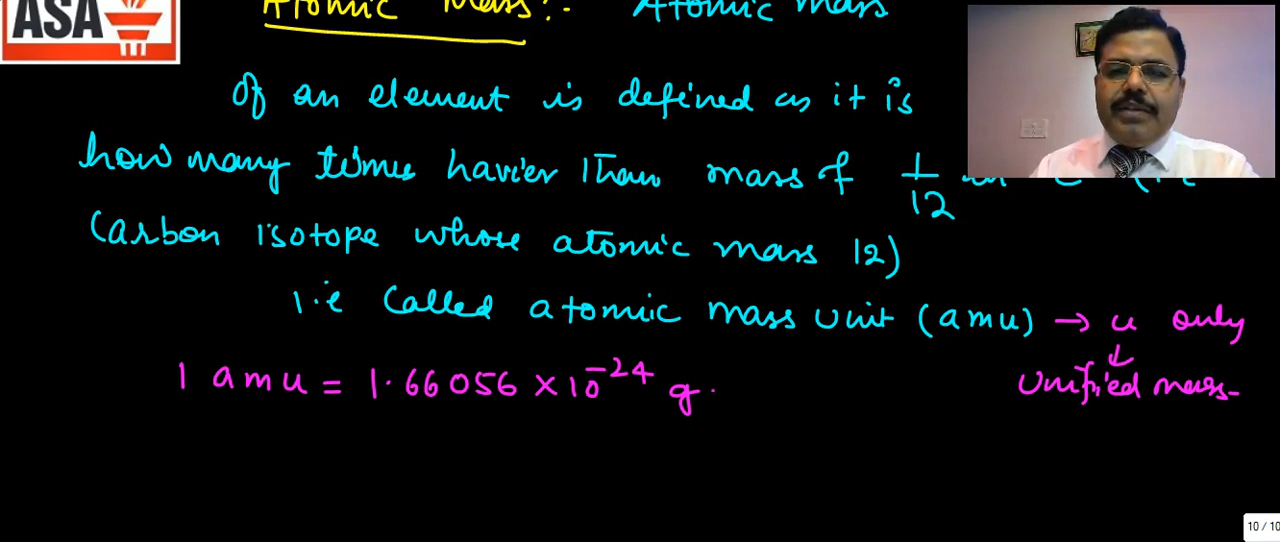 ASA
Atomic Mass:- Atomic mass
of an element is defined as it is
how many times havier than mass of 1/12
Carbon isotope whose atomic mass 12)
i.e called atomic mass unit (amu) → u only
↓
1 amu = 1.66056 × 10⁻²⁴ g.
Unified mass
10 / 10